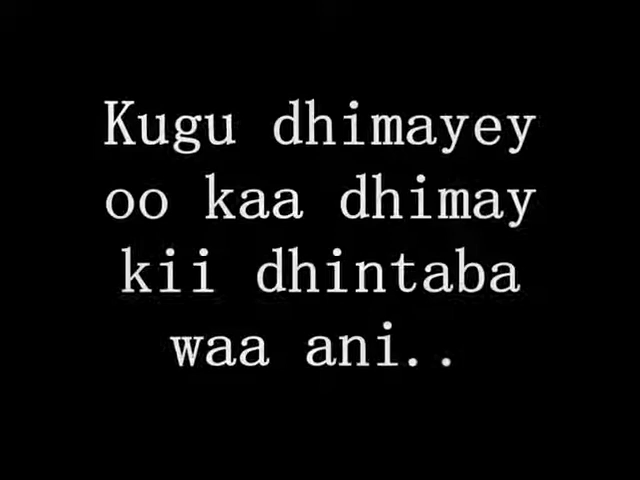 Kugu dhimayey
oo kaa dhimay
kii dhintaba
waa ani..